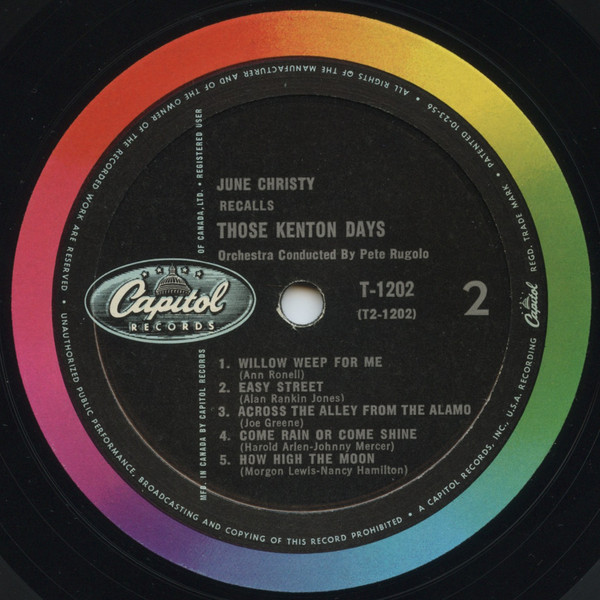 JUNE CHRISTY
RECALLS
THOSE KENTON DAYS
Orchestra Conducted By Pete Rugolo
T-1202
(T2-1202)
2
Capitol
RECORDS
1. WILLOW WEEP FOR ME
(Ann Ronell)
2. EASY STREET
(Alan Rankin Jones)
3. ACROSS THE ALLEY FROM THE ALAMO
(Joe Greene)
4. COME RAIN OR COME SHINE
(Harold Arlen-Johnny Mercer)
5. HOW HIGH THE MOON
(Morgon Lewis-Nancy Hamilton)
MFD. IN CANADA BY CAPITOL RECORDS OF CANADA, LTD. • REGISTERED USER
Capitol REGD. TRADE MARK • PATENTED 10-23-56 • ALL RIGHTS OF THE MANUFACTURER AND OF THE OWNER OF THE RECORDED WORK ARE RESERVED • UNAUTHORIZED PUBLIC PERFORMANCE, BROADCASTING AND COPYING OF THIS RECORD PROHIBITED • A CAPITOL RECORDS, INC., U.S.A. RECORDING